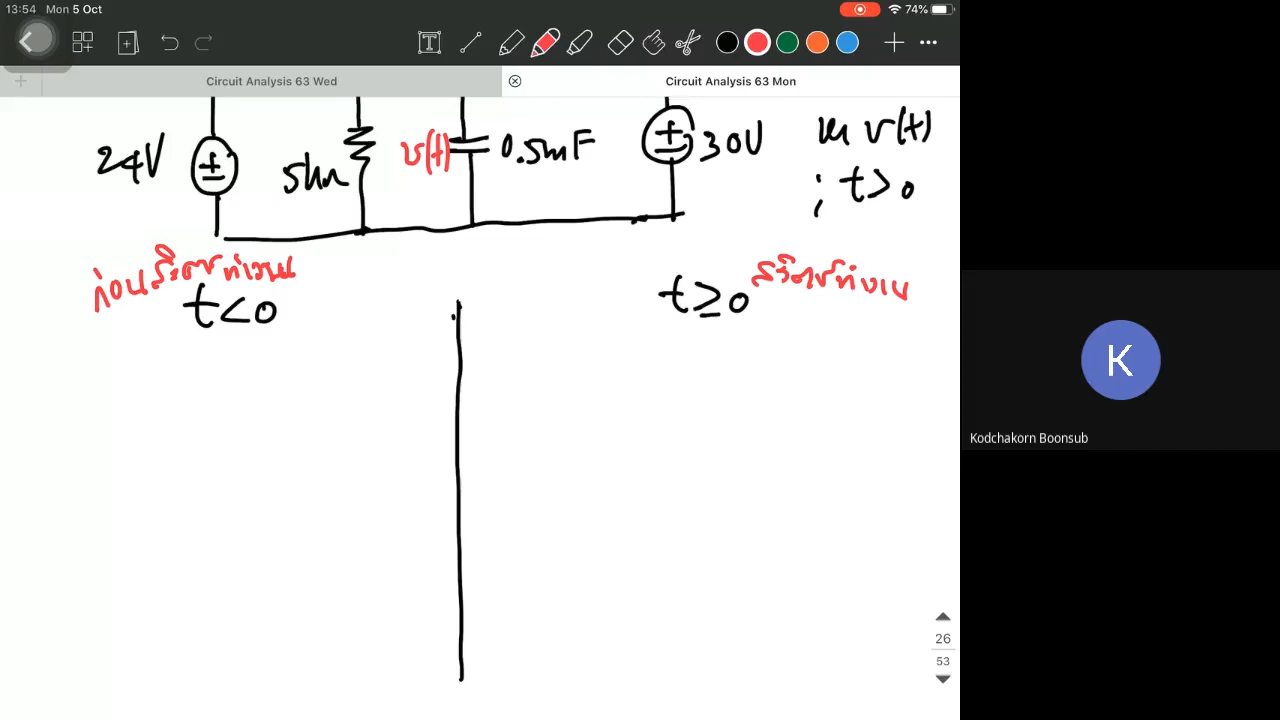 13:54 Mon 5 Oct
74%
Circuit Analysis 63 Wed
Circuit Analysis 63 Mon
24V
5kΩ
v(t)
0.5mF
30V
หา v(t)
; t>0
ก่อนสวิตช์ทำงาน
t<0
t≥0
สวิตช์ทำงาน
K
Kodchakorn Boonsub
26
53